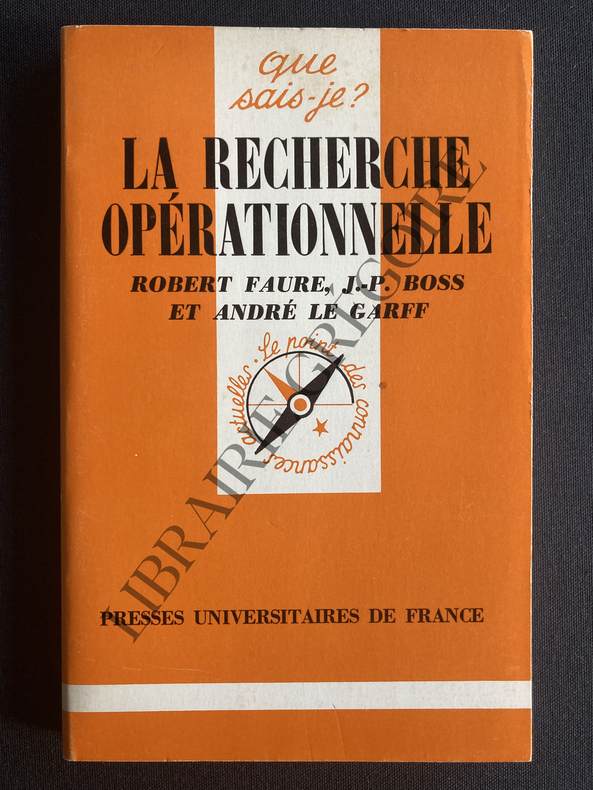 que
sais-je?
LA RECHERCHE
OPÉRATIONNELLE
ROBERT FAURE, J.-P. BOSS
ET ANDRÉ LE GARFF
Le point des connaissances actuelles.
PRESSES UNIVERSITAIRES DE FRANCE
LIBRAIRIE GRÉGOIRE